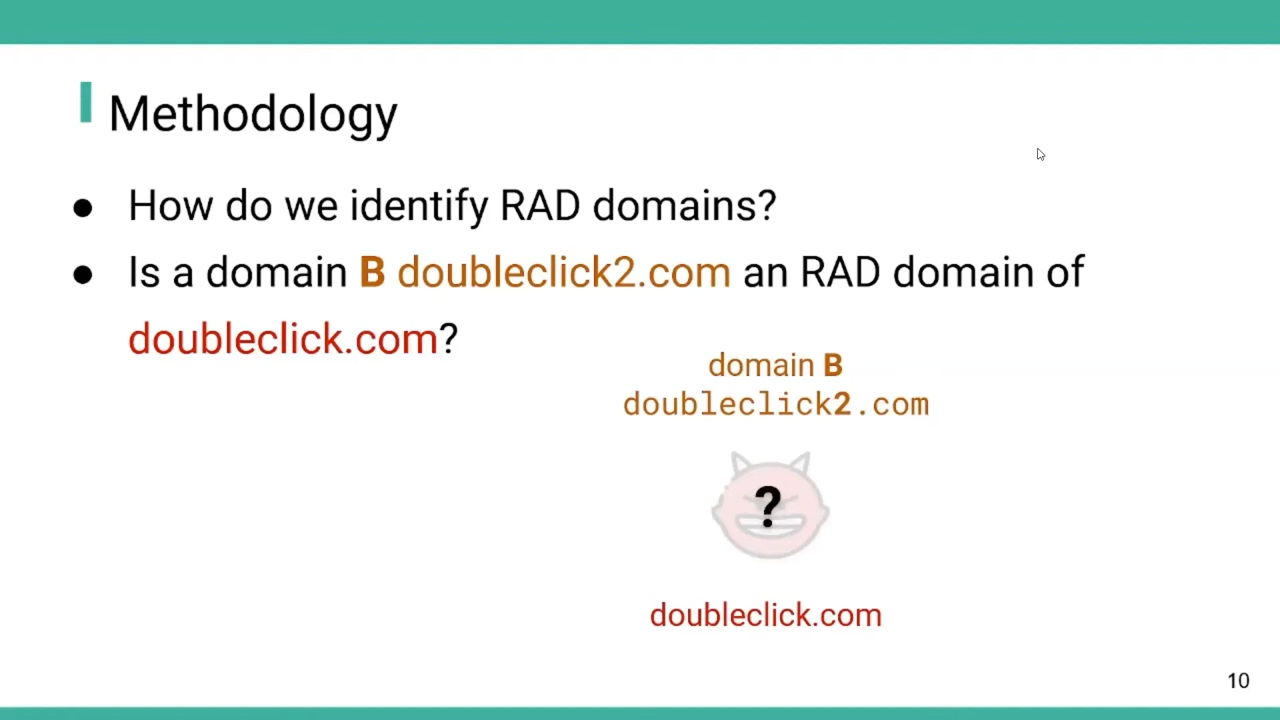 Methodology
● How do we identify RAD domains?
● Is a domain B doubleclick2.com an RAD domain of
doubleclick.com?
domain B
doubleclick2.com
?
doubleclick.com
10